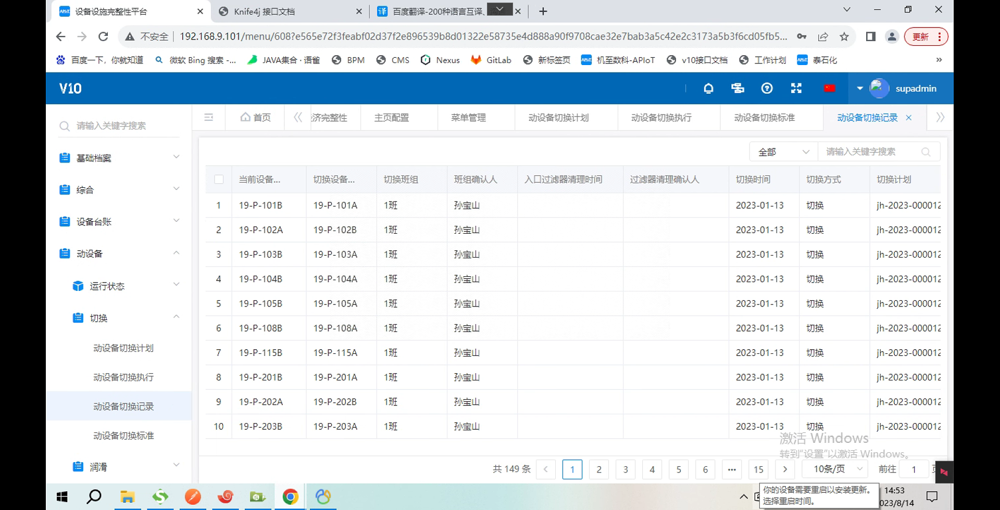 设备设施完整性平台
Knife4j 接口文档
百度翻译-200种语言互译、
不安全
192.168.9.101/menu/608?e565e72f3feabf02d37f2e896539b8d01322e58735e4d888a90f9708cae32e7bab3a5c42e2c3173a5b3f6cd05fb5...
更新
百度一下，你就知道
微软 Bing 搜索 -...
JAVA集合 · 语雀
BPM
CMS
Nexus
GitLab
新标签页
机至数科-APIoT
v10接口文档
工作计划
泰石化
V10
supadmin
请输入关键字搜索
首页
济完整性
主页配置
菜单管理
动设备切换计划
动设备切换执行
动设备切换标准
动设备切换记录
基础档案
综合
设备台账
动设备
运行状态
切换
动设备切换计划
动设备切换执行
动设备切换记录
动设备切换标准
润滑
全部
请输入关键字搜索
当前设备... 切换设备... 切换班组 班组确认人 入口过滤器清理时间 过滤器清理确认人 切换时间 切换方式 切换计划
1 19-P-101B 19-P-101A 1班 孙宝山 2023-01-13 切换 jh-2023-000012
2 19-P-102A 19-P-102B 1班 孙宝山 2023-01-13 切换 jh-2023-000012
3 19-P-103B 19-P-103A 1班 孙宝山 2023-01-13 切换 jh-2023-000012
4 19-P-104B 19-P-104A 1班 孙宝山 2023-01-13 切换 jh-2023-000012
5 19-P-105B 19-P-105A 1班 孙宝山 2023-01-13 切换 jh-2023-000012
6 19-P-108B 19-P-108A 1班 孙宝山 2023-01-13 切换 jh-2023-000012
7 19-P-115B 19-P-115A 1班 孙宝山 2023-01-13 切换 jh-2023-000012
8 19-P-201B 19-P-201A 1班 孙宝山 2023-01-13 切换 jh-2023-000012
9 19-P-202A 19-P-202B 1班 孙宝山 2023-01-13 切换 jh-2023-000012
10 19-P-203B 19-P-203A 1班 孙宝山 2023-01-13 切换 jh-2023-000012
激活 Windows
转到"设置"以激活 Windows。
共 149 条 1 2 3 4 5 6 ... 15 10条/页 前往 1
你的设备需要重启以安装更新。
选择重启时间。
14:53
023/8/14